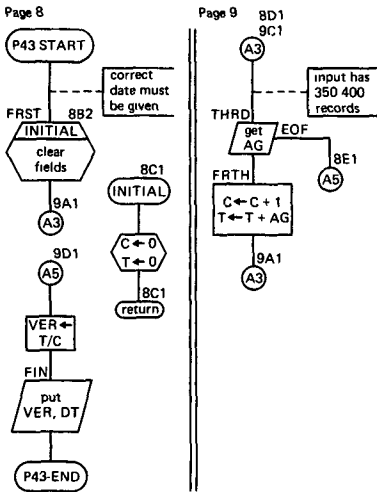 Page 8
P43 START
correct
date must
be given
FRST 8B2
INITIAL
clear
fields
9A1
A3
8C1
INITIAL
C ← 0
T ← 0
8C1
return
9D1
A5
VER ←
T/C
FIN
put
VER, DT
P43-END
Page 9
8D1
9C1
A3
input has
350 400
records
THRD
get
AG
EOF
8E1
A5
FRTH
C ← C + 1
T ← T + AG
9A1
A3